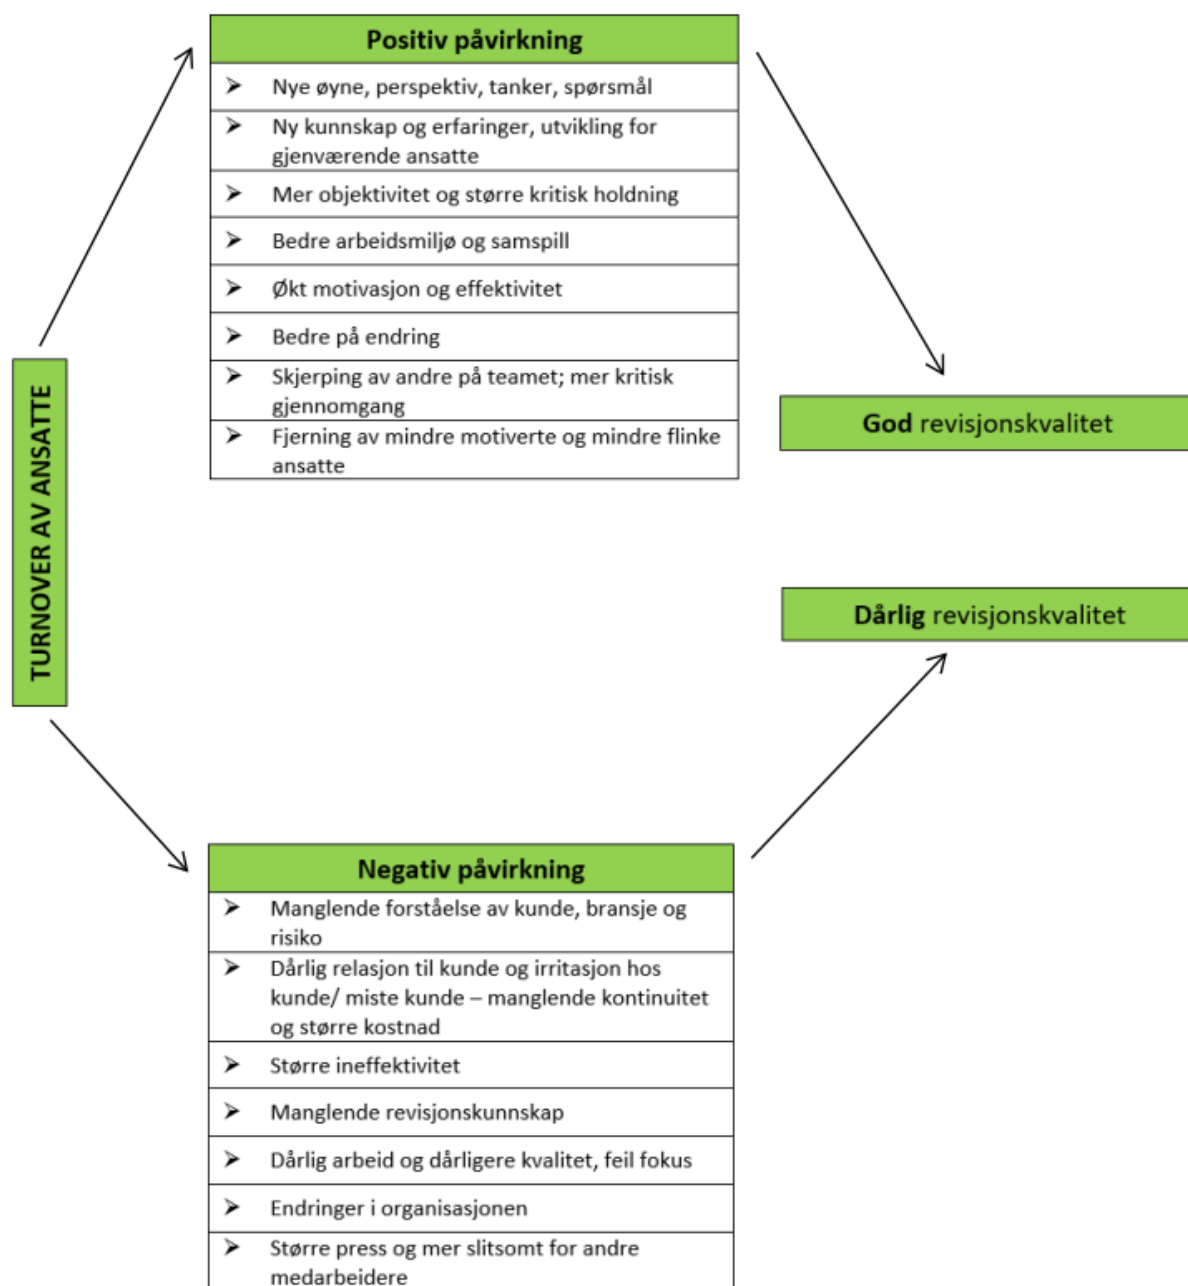 Positiv påvirkning
➤ Nye øyne, perspektiv, tanker, spørsmål
➤ Ny kunnskap og erfaringer, utvikling for
gjenværende ansatte
➤ Mer objektivitet og større kritisk holdning
➤ Bedre arbeidsmiljø og samspill
➤ Økt motivasjon og effektivitet
➤ Bedre på endring
➤ Skjerping av andre på teamet; mer kritisk
gjennomgang
➤ Fjerning av mindre motiverte og mindre flinke
ansatte
TURNOVER AV ANSATTE
God revisjonskvalitet
Dårlig revisjonskvalitet
Negativ påvirkning
➤ Manglende forståelse av kunde, bransje og
risiko
➤ Dårlig relasjon til kunde og irritasjon hos
kunde/ miste kunde – manglende kontinuitet
og større kostnad
➤ Større ineffektivitet
➤ Manglende revisjonskunnskap
➤ Dårlig arbeid og dårligere kvalitet, feil fokus
➤ Endringer i organisasjonen
➤ Større press og mer slitsomt for andre
medarbeidere